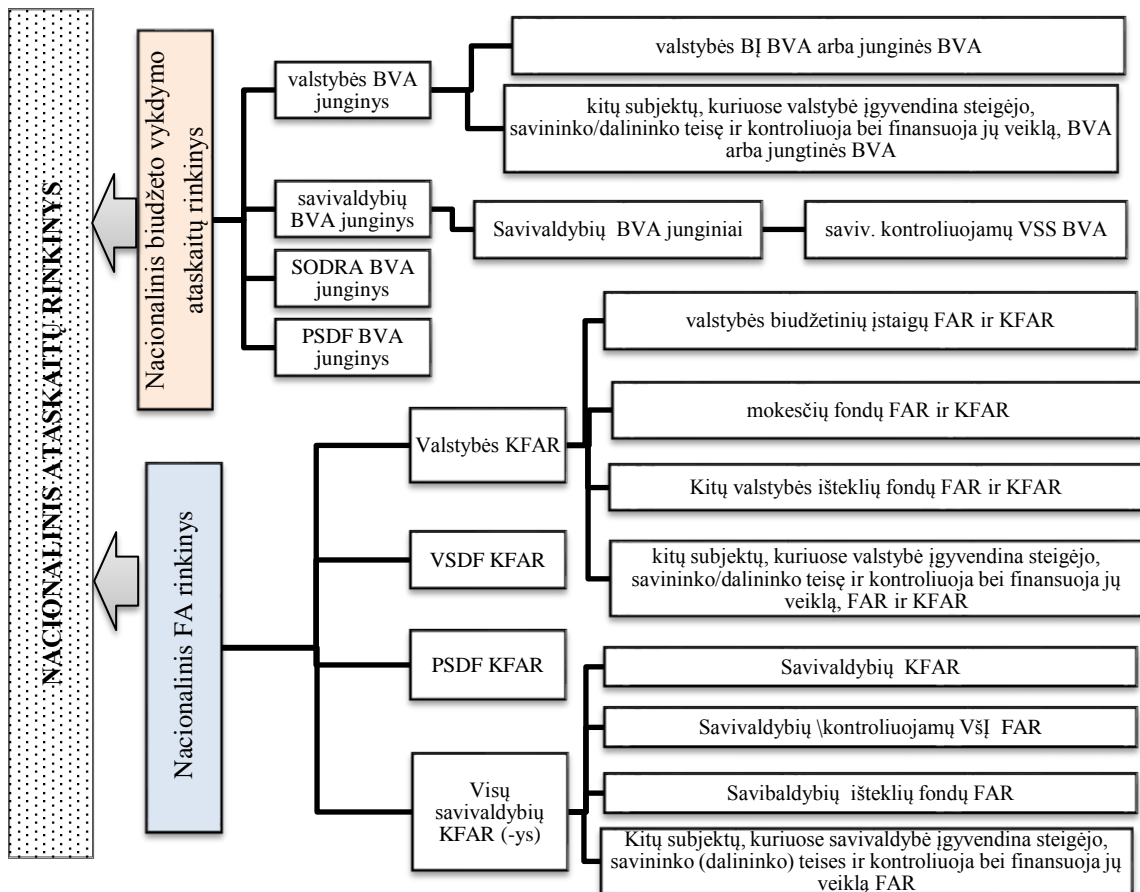 NACIONALINIS ATASKAITŲ RINKINYS
Nacionalinis biudžeto vykdymo
ataskaitų rinkinys
valstybės BVA
junginys
valstybės BĮ BVA arba junginės BVA
kitų subjektų, kuriuose valstybė įgyvendina steigėjo,
savininko/dalininko teisę ir kontroliuoja bei finansuoja jų veiklą, BVA
arba jungtinės BVA
savivaldybių
BVA junginys
Savivaldybių BVA junginiai
saviv. kontroliuojamų VSS BVA
SODRA BVA
junginys
PSDF BVA
junginys
Nacionalinis FA rinkinys
Valstybės KFAR
valstybės biudžetinių įstaigų FAR ir KFAR
mokesčių fondų FAR ir KFAR
Kitų valstybės išteklių fondų FAR ir KFAR
kitų subjektų, kuriuose valstybė įgyvendina steigėjo,
savininko/dalininko teisę ir kontroliuoja bei finansuoja jų
veiklą, FAR ir KFAR
VSDF KFAR
PSDF KFAR
Visų
savivaldybių
KFAR (-ys)
Savivaldybių KFAR
Savivaldybių \kontroliuojamų VšĮ FAR
Savibaldybių išteklių fondų FAR
Kitų subjektų, kuriuose savivaldybė įgyvendina steigėjo,
savininko (dalininko) teises ir kontroliuoja bei finansuoja jų
veiklą FAR